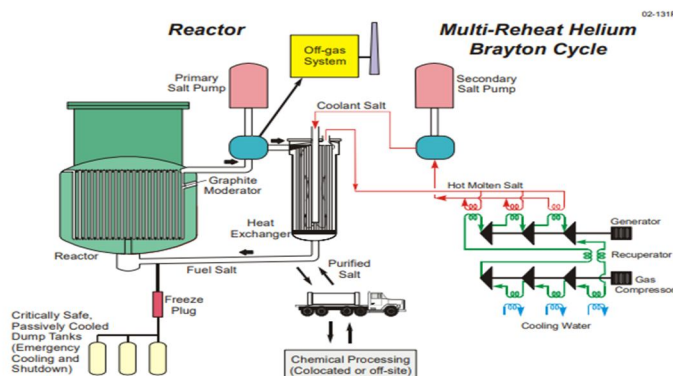 02-131
Reactor
Off-gas
System
Multi-Reheat Helium
Brayton Cycle
Primary
Salt Pump
Secondary
Salt Pump
Coolant Salt
Graphite
Moderator
Hot Molten Salt
Heat
Exchanger
Generator
Reactor
Recuperator
Fuel Salt
Purified
Salt
Gas
Compressor
Freeze
Plug
Critically Safe,
Passively Cooled
Dump Tanks
(Emergency
Cooling and
Shutdown)
Cooling Water
Chemical Processing
(Colocated or off-site)